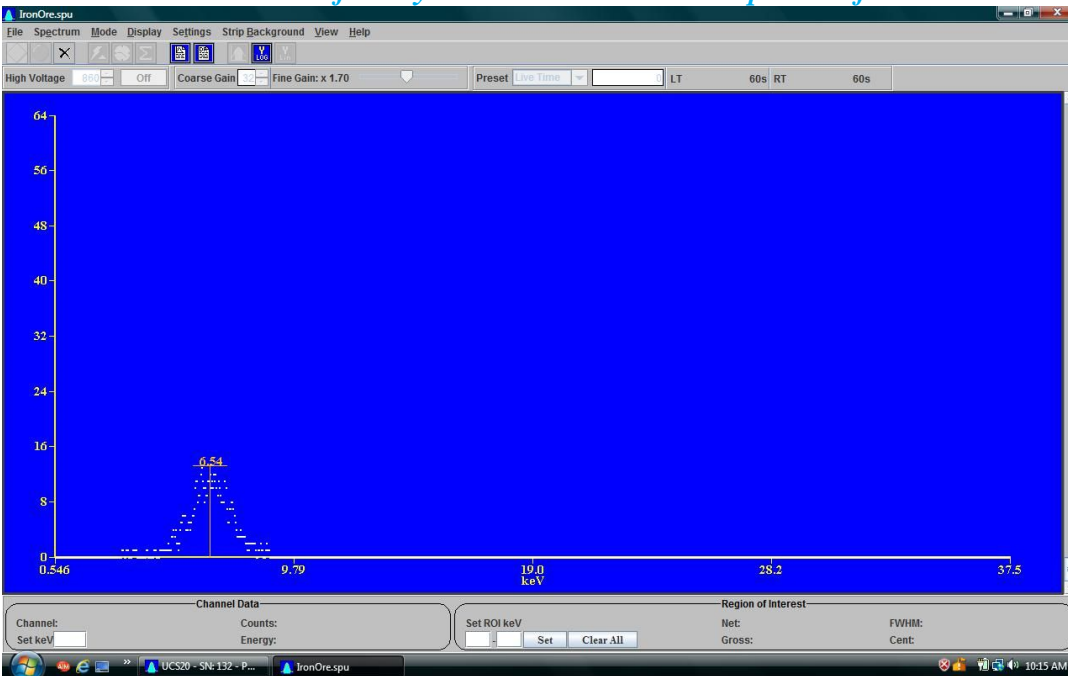 IronOre.spu
File Spectrum Mode Display Settings Strip Background View Help
Y LOG
High Voltage 860 Off Coarse Gain 32 Fine Gain: x 1.70 Preset Live Time 0 LT 60s RT 60s
64
56
48
40
32
24
16
6.54
8
0
0.546 9.79 19.0 28.2 37.5
keV
Channel Data Region of Interest
Channel: Counts: Set ROI keV Net: FWHM:
Set keV Energy: - Set Clear All Gross: Cent:
UCS20 - SN: 132 - P... IronOre.spu 10:15 AM